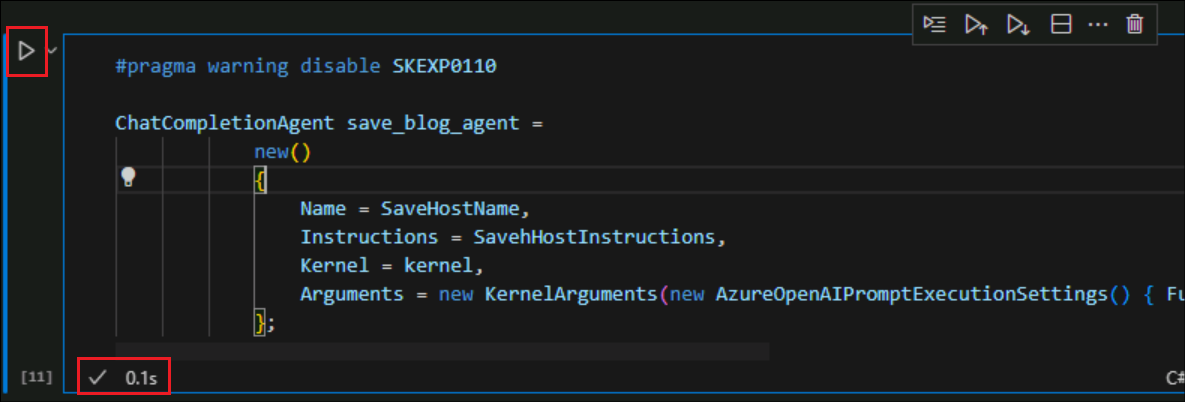 #pragma warning disable SKEXP0110
ChatCompletionAgent save_blog_agent =
new()
{
Name = SaveHostName,
Instructions = SavehHostInstructions,
Kernel = kernel,
Arguments = new KernelArguments(new AzureOpenAIPromptExecutionSettings() { Fu
};
[11] 0.1s C#